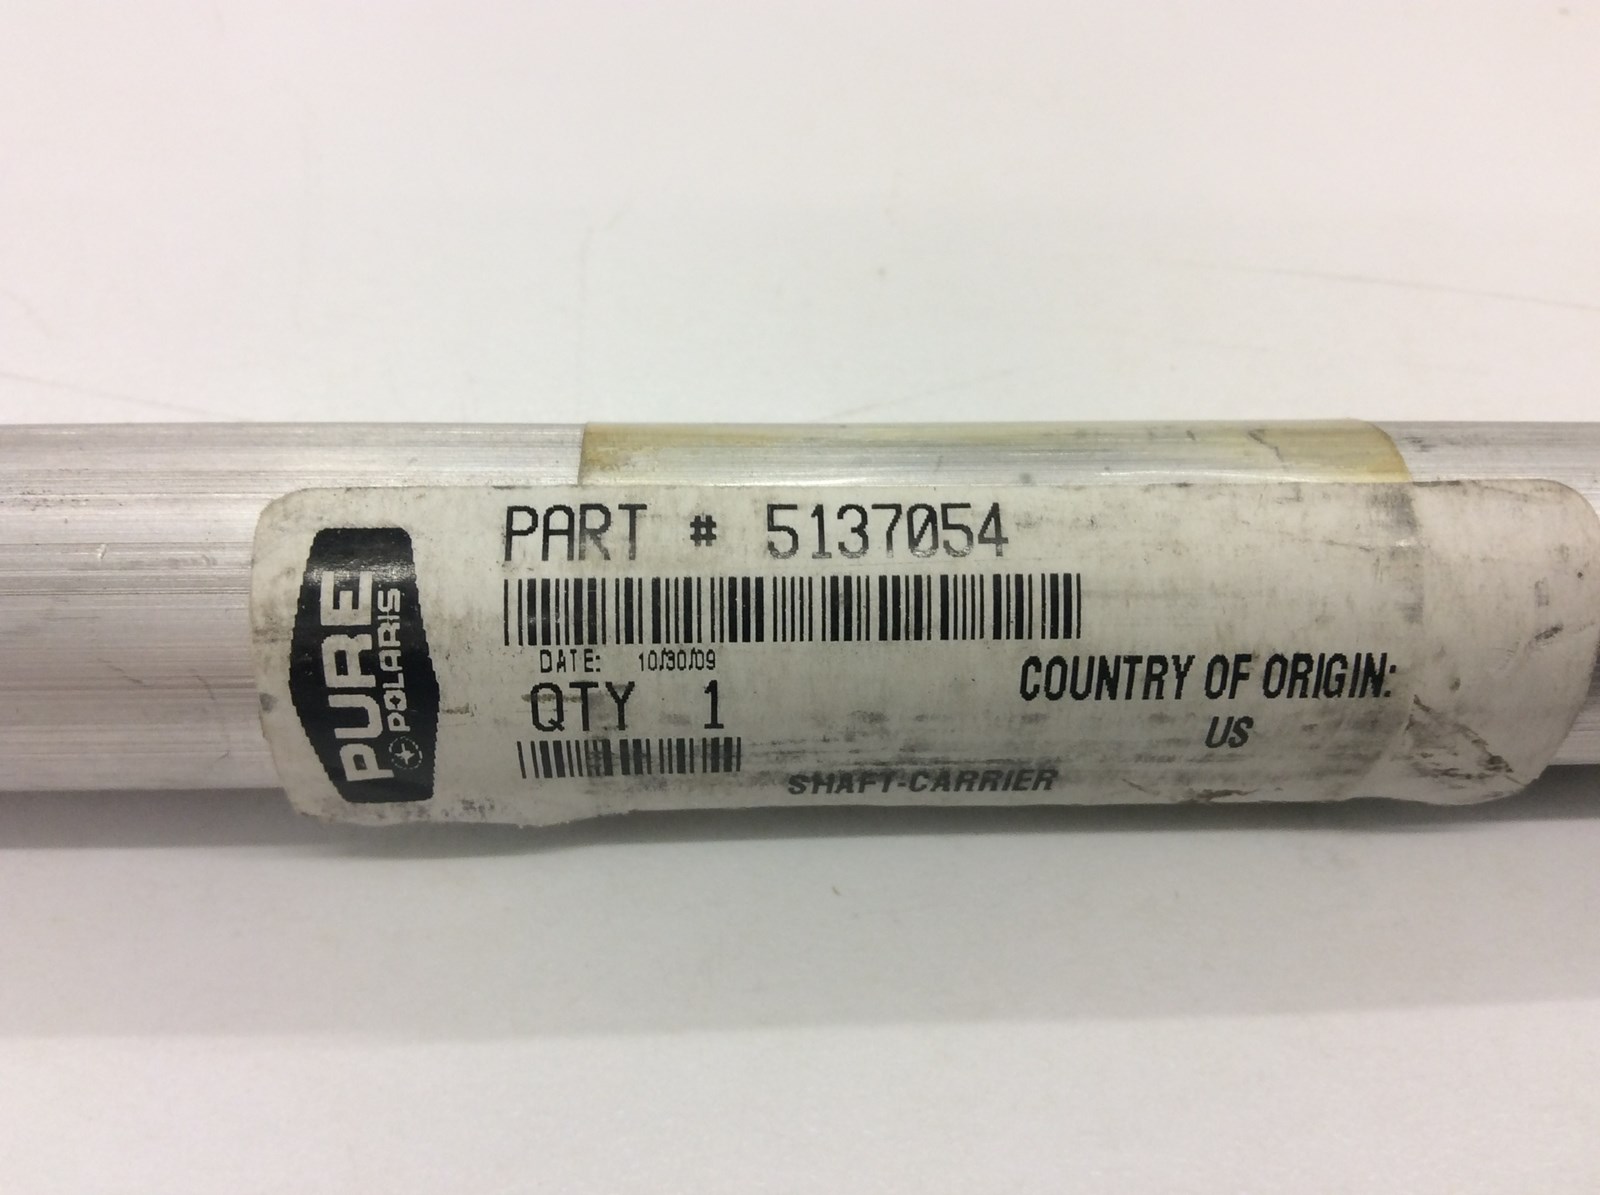 PURE
POLARIS
PART # 5137054
DATE: 10/30/09
QTY 1
COUNTRY OF ORIGIN:
US
SHAFT-CARRIER